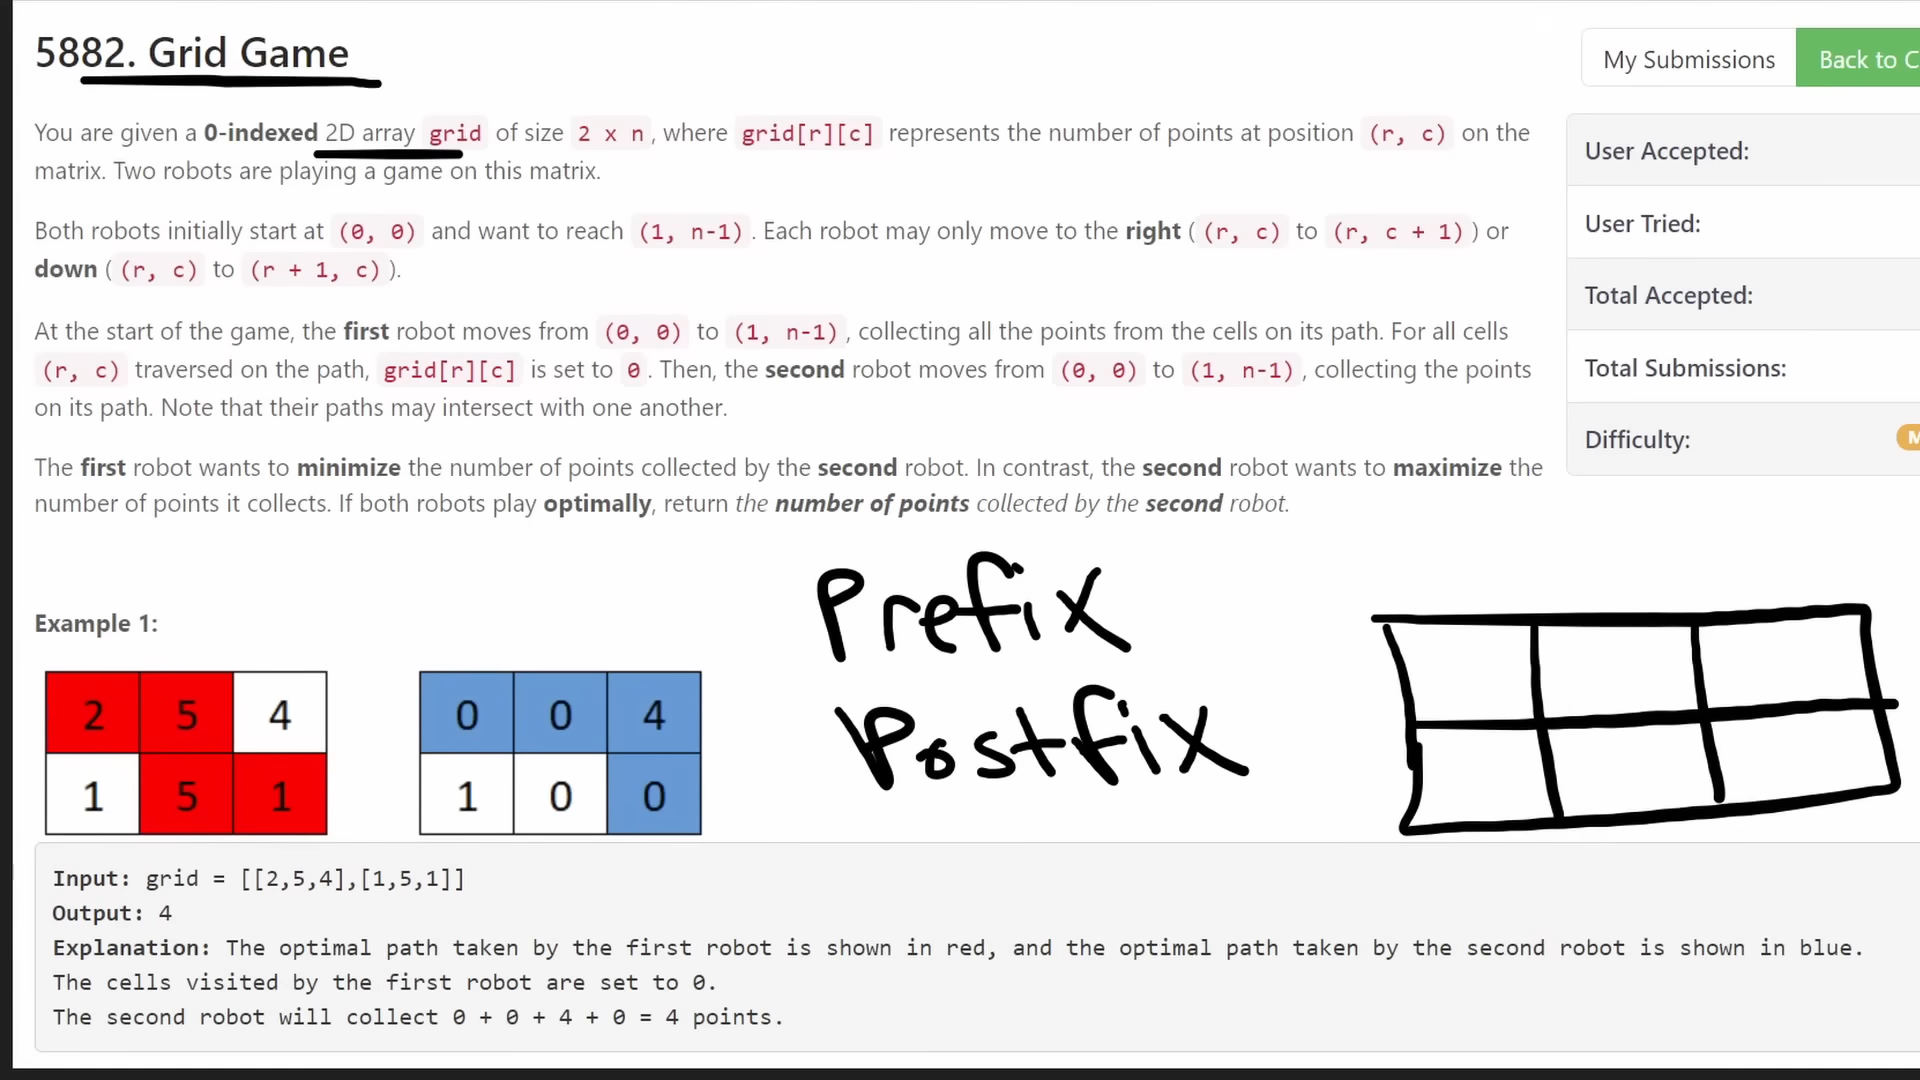 5882. Grid Game
My Submissions
Back to C
You are given a 0-indexed 2D array grid of size 2 x n, where grid[r][c] represents the number of points at position (r, c) on the
matrix. Two robots are playing a game on this matrix.
Both robots initially start at (0, 0) and want to reach (1, n-1). Each robot may only move to the right ((r, c) to (r, c + 1)) or
down ((r, c) to (r + 1, c)).
At the start of the game, the first robot moves from (0, 0) to (1, n-1), collecting all the points from the cells on its path. For all cells
(r, c) traversed on the path, grid[r][c] is set to 0. Then, the second robot moves from (0, 0) to (1, n-1), collecting the points
on its path. Note that their paths may intersect with one another.
The first robot wants to minimize the number of points collected by the second robot. In contrast, the second robot wants to maximize the
number of points it collects. If both robots play optimally, return the number of points collected by the second robot.
User Accepted:
User Tried:
Total Accepted:
Total Submissions:
Difficulty:
M
Prefix
Postfix
Example 1:
2 5 4
1 5 1
0 0 4
1 0 0
Input: grid = [[2,5,4],[1,5,1]]
Output: 4
Explanation: The optimal path taken by the first robot is shown in red, and the optimal path taken by the second robot is shown in blue.
The cells visited by the first robot are set to 0.
The second robot will collect 0 + 0 + 4 + 0 = 4 points.